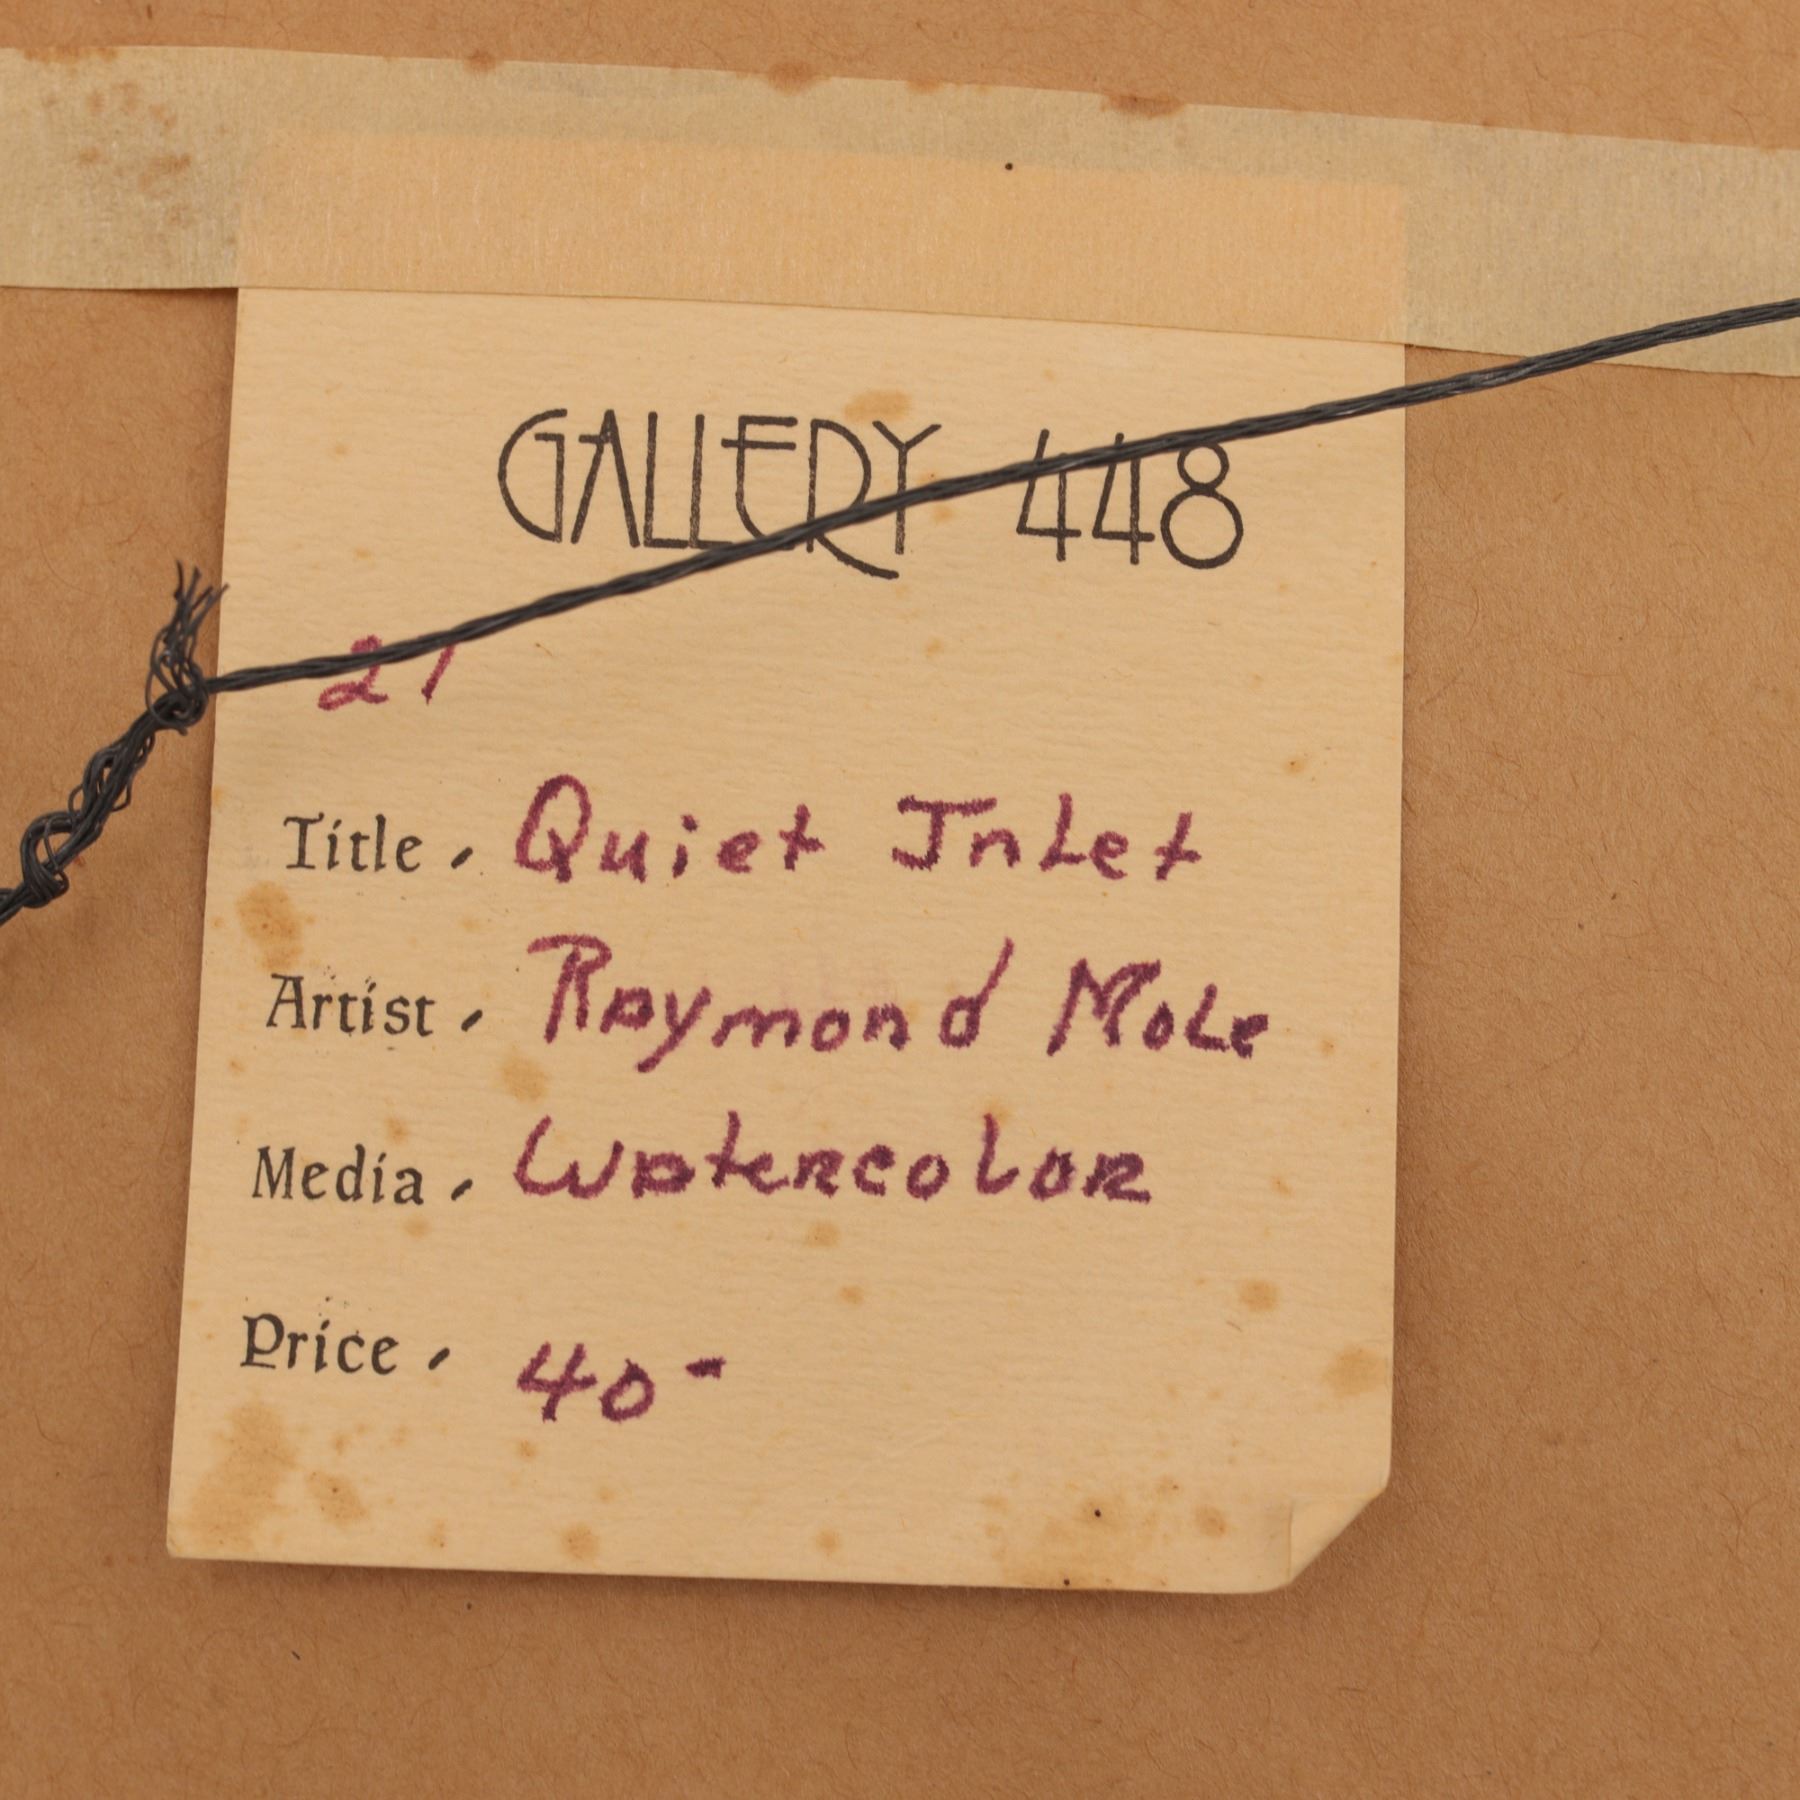 GALLERY 448
21
Title. Quiet Inlet
Artist. Raymond Mole
Media. Watercolor
Price. 40-